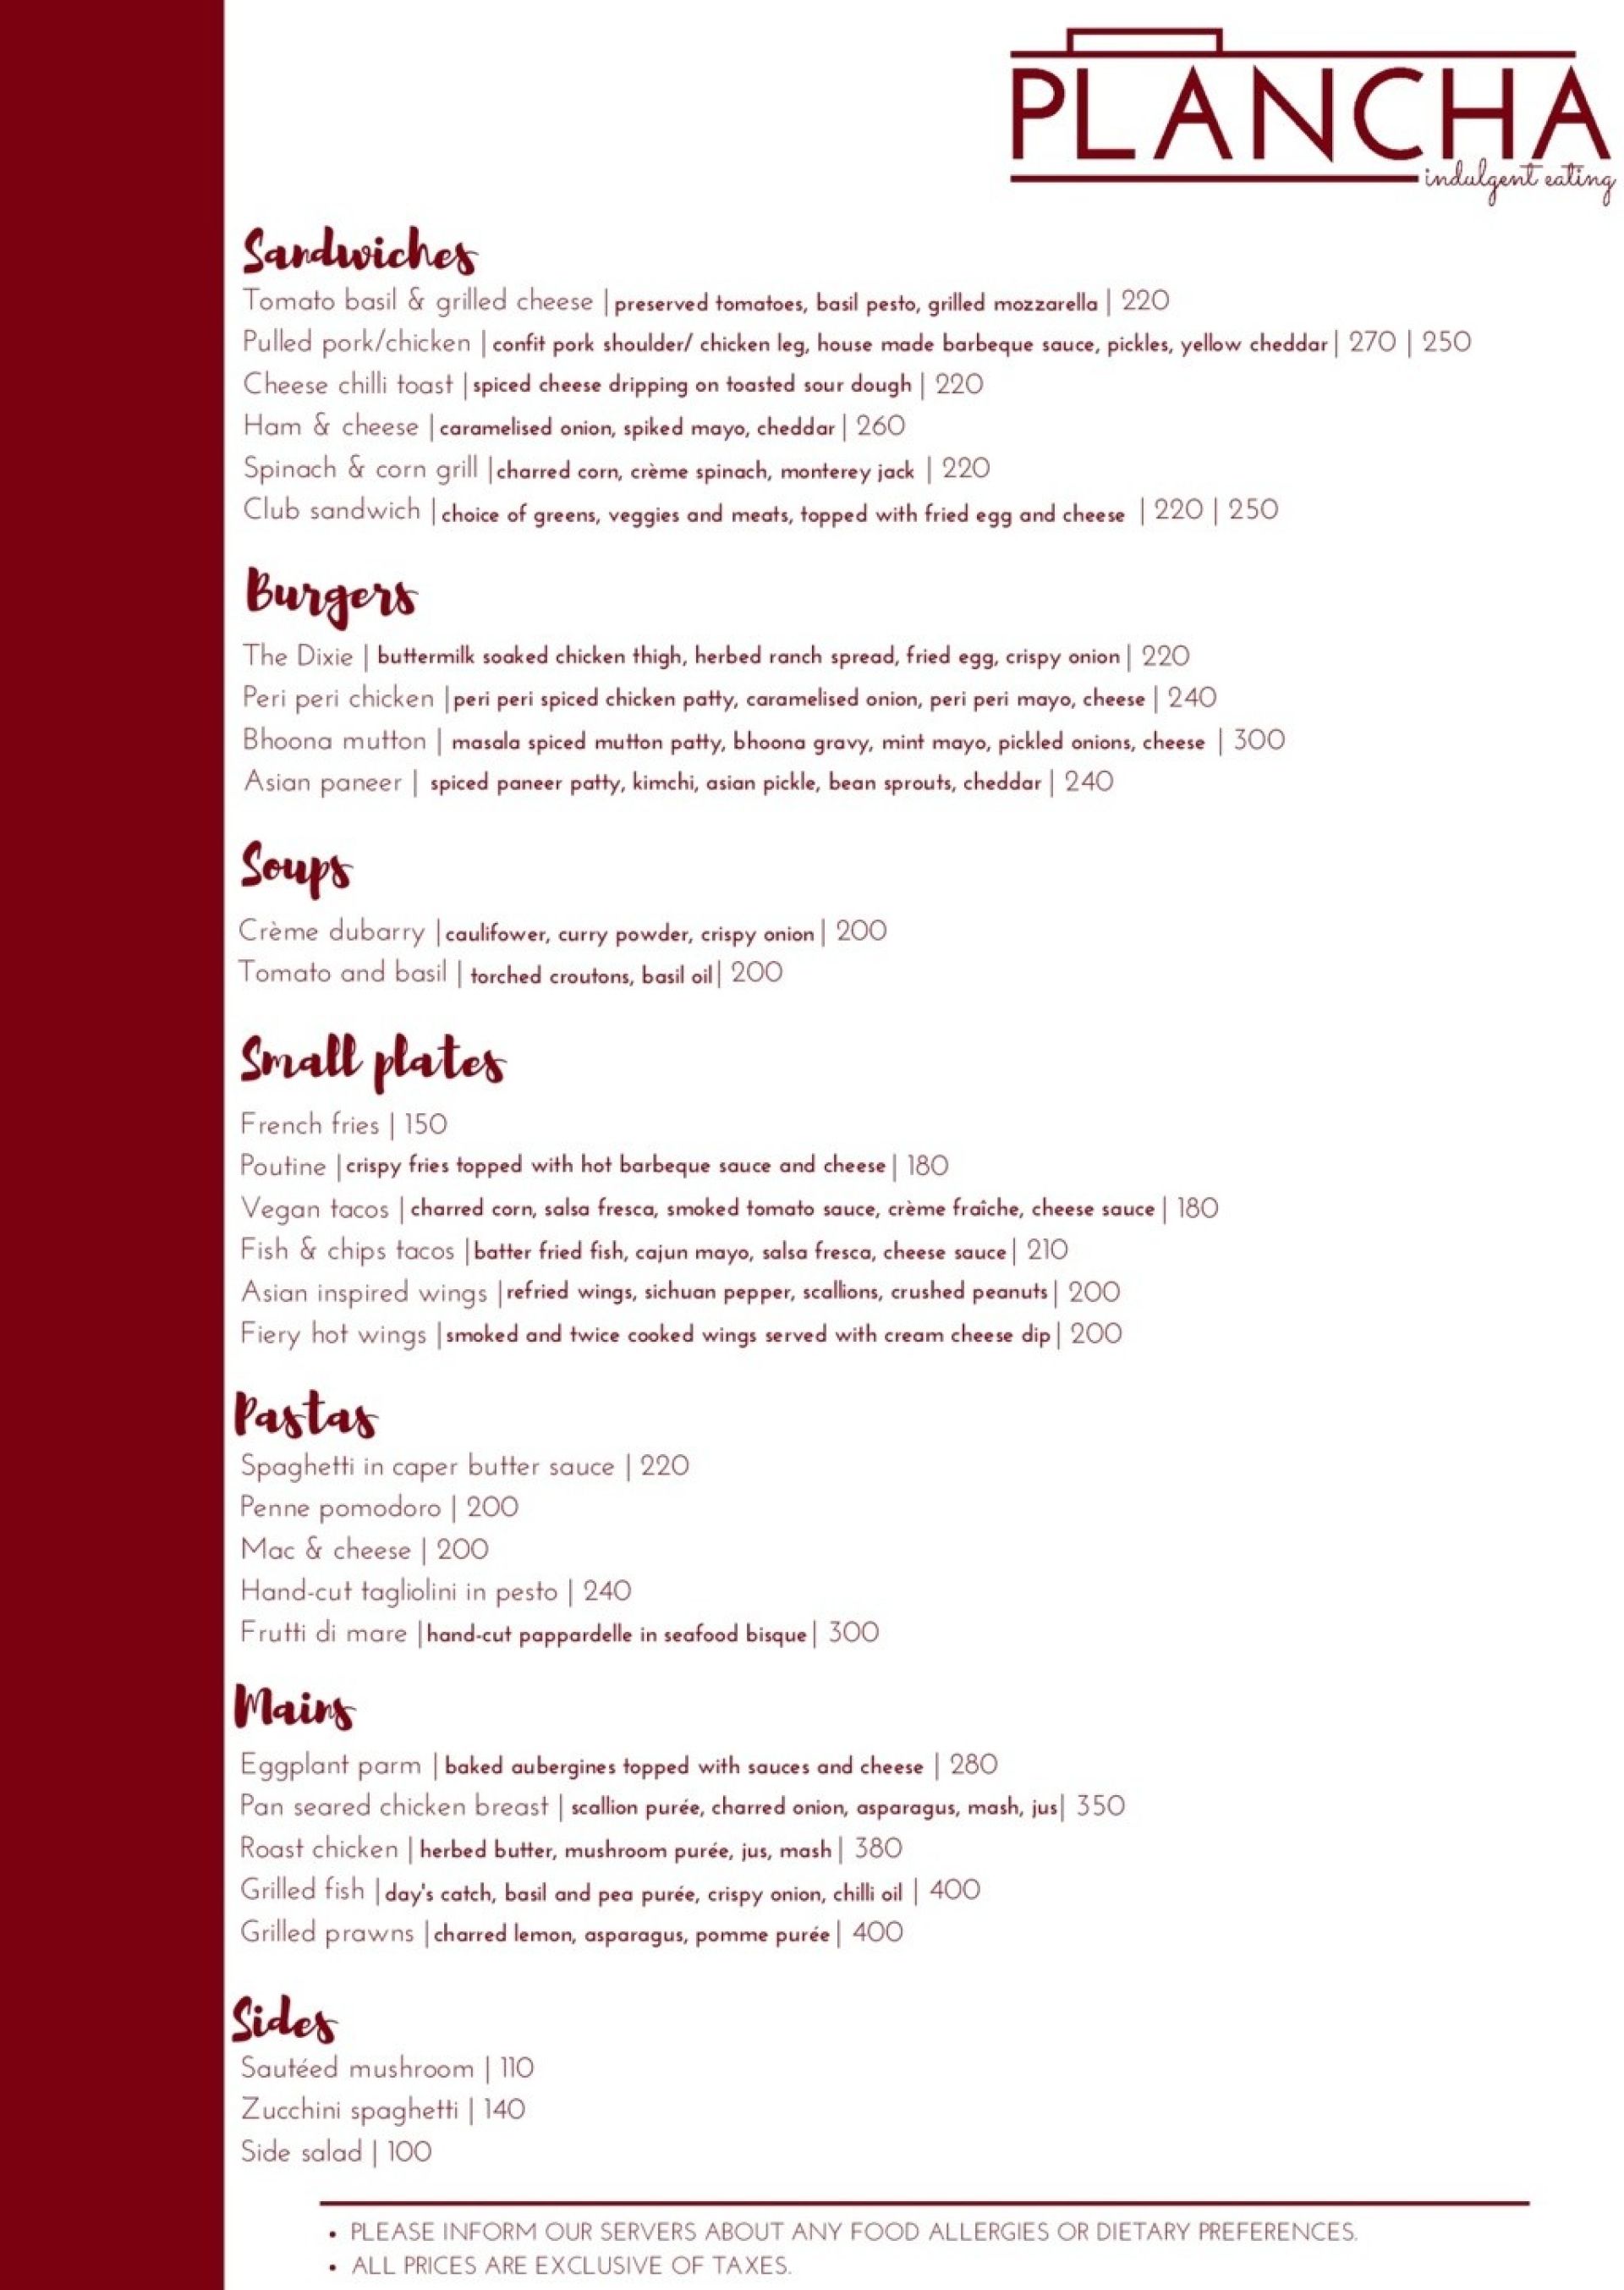 PLANCHA
indulgent eating
Sandwiches
Tomato basil & grilled cheese | preserved tomatoes, basil pesto, grilled mozzarella | 220
Pulled pork/chicken | confit pork shoulder/ chicken leg, house made barbeque sauce, pickles, yellow cheddar | 270 | 250
Cheese chilli toast | spiced cheese dripping on toasted sour dough | 220
Ham & cheese | caramelised onion, spiked mayo, cheddar | 260
Spinach & corn grill | charred corn, crème spinach, monterey jack | 220
Club sandwich | choice of greens, veggies and meats, topped with fried egg and cheese | 220 | 250
Burgers
The Dixie | buttermilk soaked chicken thigh, herbed ranch spread, fried egg, crispy onion | 220
Peri peri chicken | peri peri spiced chicken patty, caramelised onion, peri peri mayo, cheese | 240
Bhoona mutton | masala spiced mutton patty, bhoona gravy, mint mayo, pickled onions, cheese | 300
Asian paneer | spiced paneer patty, kimchi, asian pickle, bean sprouts, cheddar | 240
Soups
Crème dubarry | caulifower, curry powder, crispy onion | 200
Tomato and basil | torched croutons, basil oil | 200
Small plates
French fries | 150
Poutine | crispy fries topped with hot barbeque sauce and cheese | 180
Vegan tacos | charred corn, salsa fresca, smoked tomato sauce, crème fraîche, cheese sauce | 180
Fish & chips tacos | batter fried fish, cajun mayo, salsa fresca, cheese sauce | 210
Asian inspired wings | refried wings, sichuan pepper, scallions, crushed peanuts | 200
Fiery hot wings | smoked and twice cooked wings served with cream cheese dip | 200
Pastas
Spaghetti in caper butter sauce | 220
Penne pomodoro | 200
Mac & cheese | 200
Hand-cut tagliolini in pesto | 240
Frutti di mare | hand-cut pappardelle in seafood bisque | 300
Mains
Eggplant parm | baked aubergines topped with sauces and cheese | 280
Pan seared chicken breast | scallion purée, charred onion, asparagus, mash, jus | 350
Roast chicken | herbed butter, mushroom purée, jus, mash | 380
Grilled fish | day's catch, basil and pea purée, crispy onion, chilli oil | 400
Grilled prawns | charred lemon, asparagus, pomme purée | 400
Sides
Sautéed mushroom | 110
Zucchini spaghetti | 140
Side salad | 100
• PLEASE INFORM OUR SERVERS ABOUT ANY FOOD ALLERGIES OR DIETARY PREFERENCES.
• ALL PRICES ARE EXCLUSIVE OF TAXES.